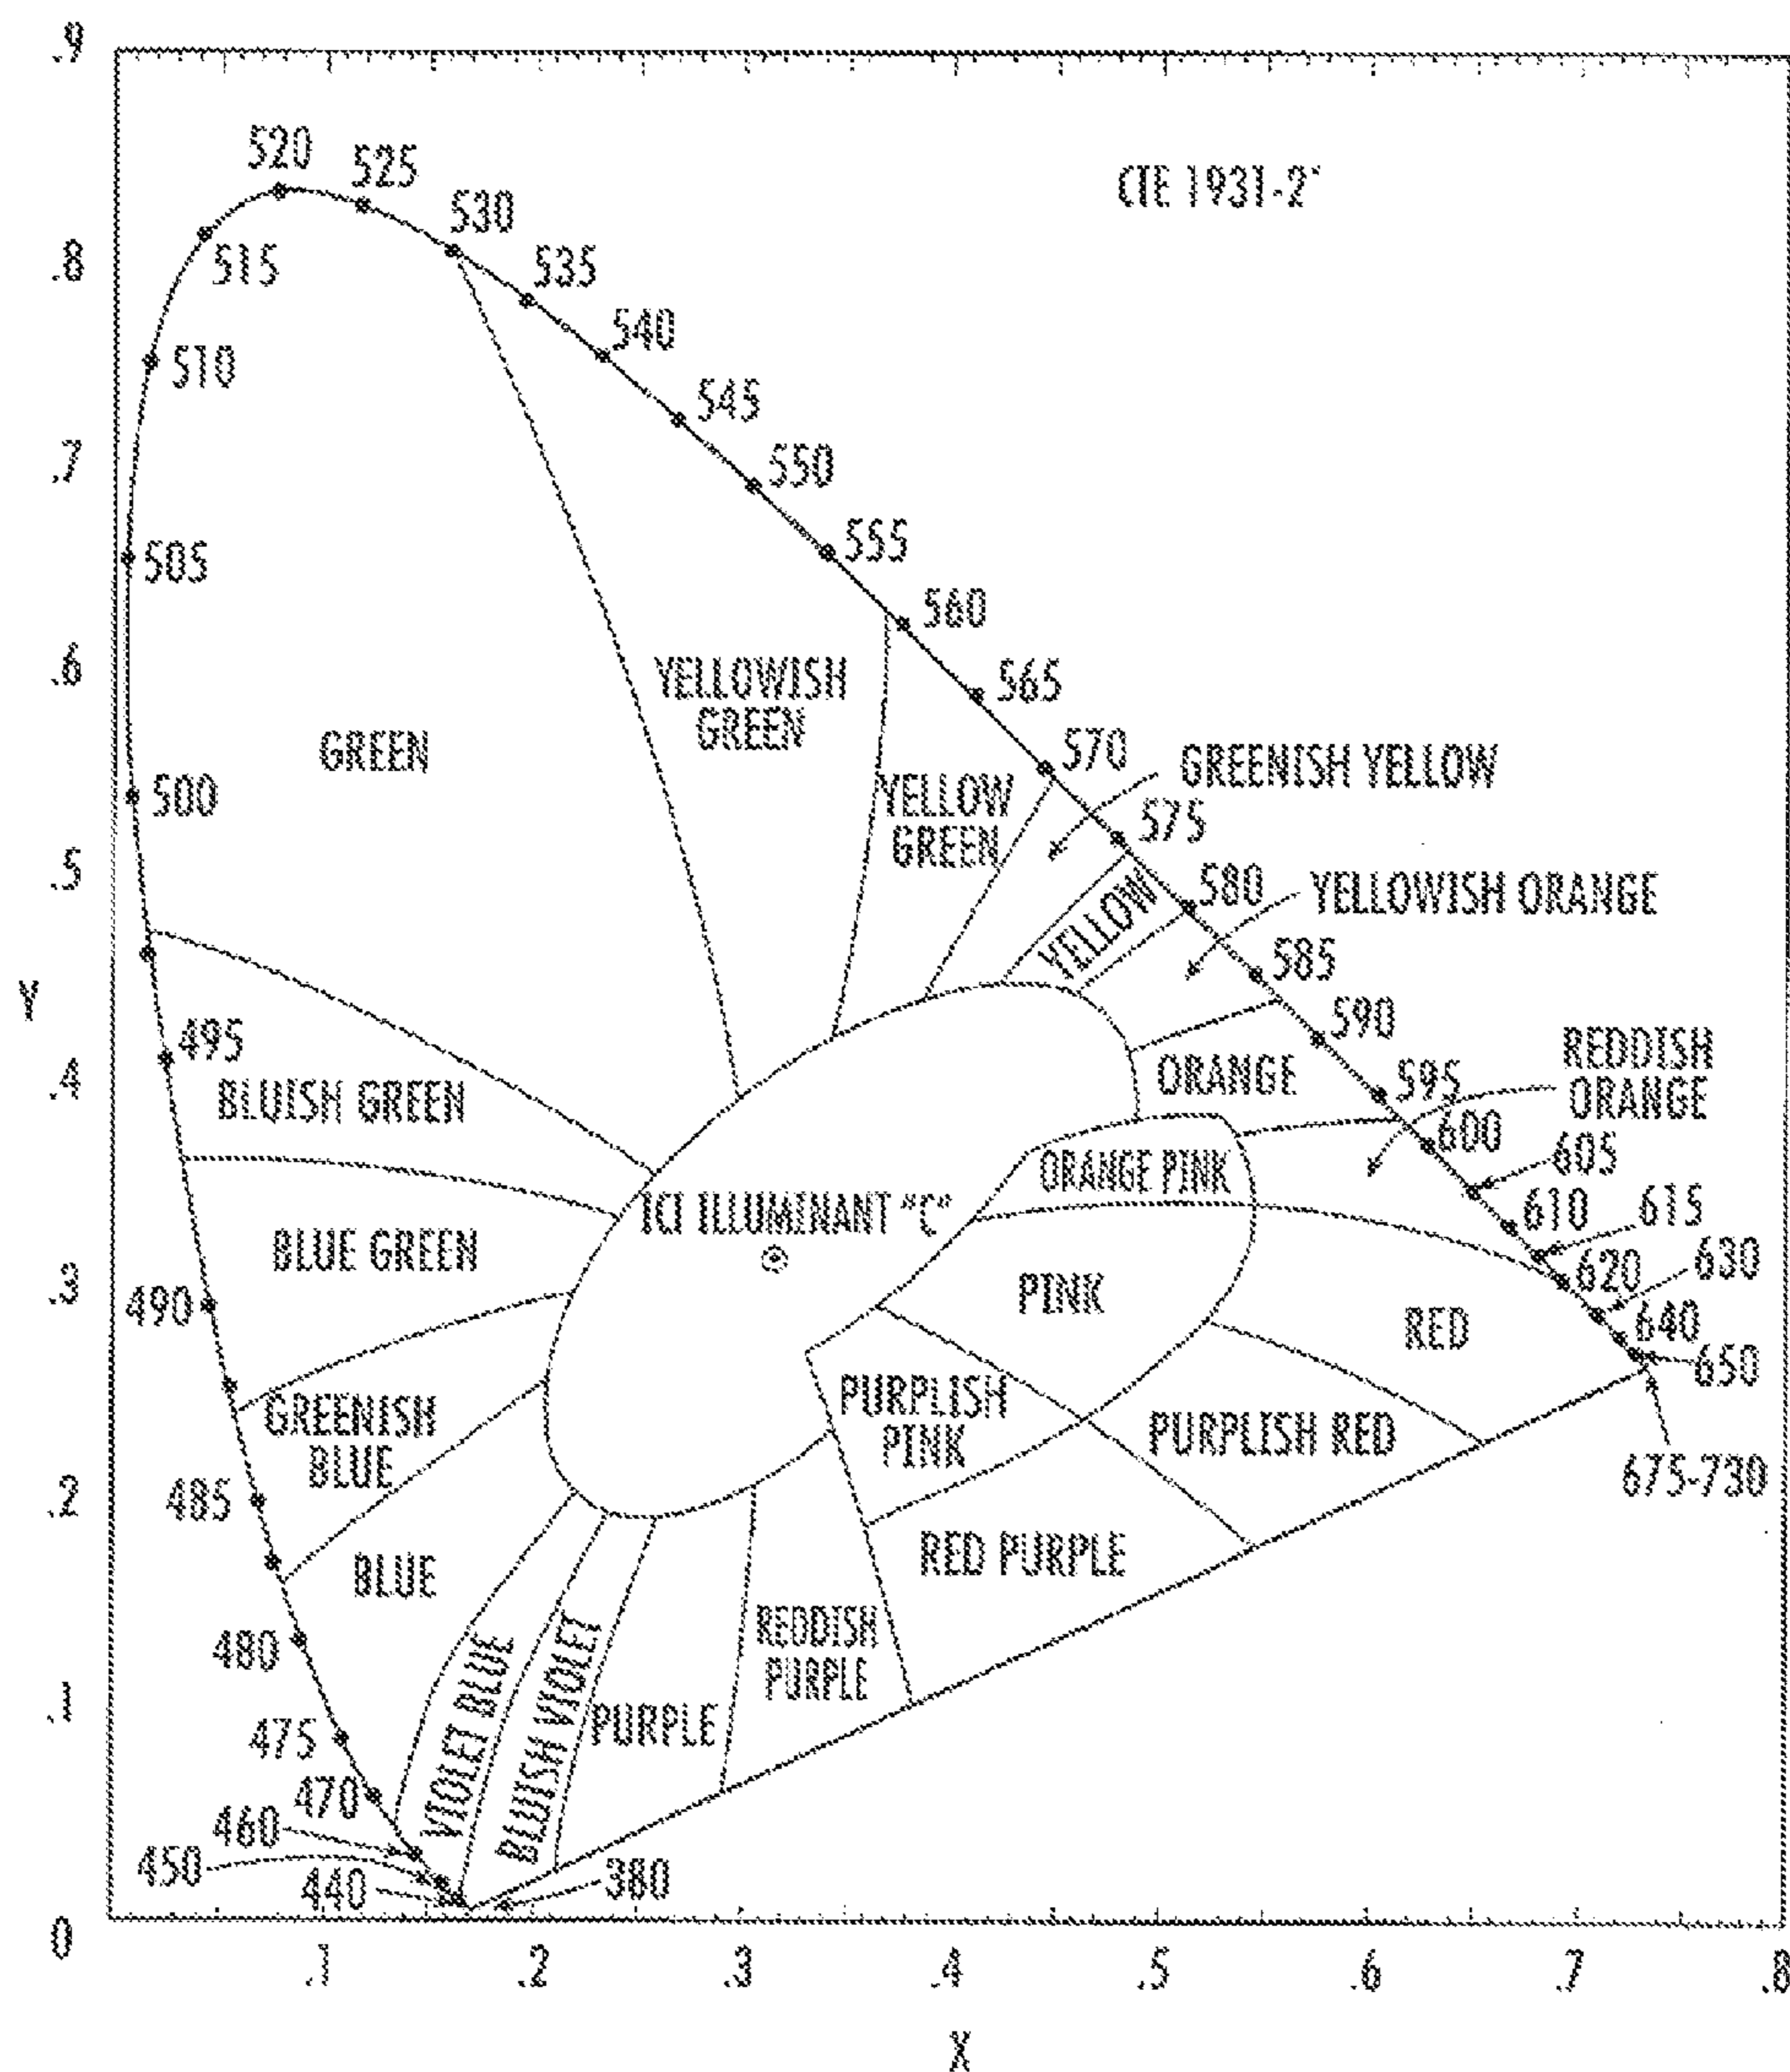 .9
520
525
CIE 1931-2°
530
.8
515
535
540
510
545
.7
550
505
555
560
.6
YELLOWISH
GREEN
565
GREEN
570
GREENISH YELLOW
500
YELLOW
GREEN
575
.5
580
YELLOWISH ORANGE
YELLOW
585
Y
495
590
.4
BLUISH GREEN
ORANGE
595
REDDISH
ORANGE
600
605
ORANGE PINK
ICI ILLUMINANT "C"
610
615
BLUE GREEN
.3
490
PINK
620
630
RED
640
650
GREENISH
BLUE
PURPLISH
PINK
PURPLISH RED
.2
485
675-730
BLUE
RED PURPLE
480
VIOLET BLUE
BLUISH VIOLET
REDDISH
PURPLE
.1
475
PURPLE
470
460
450
440
380
0
.1
.2
.3
.4
.5
.6
.7
.8
X